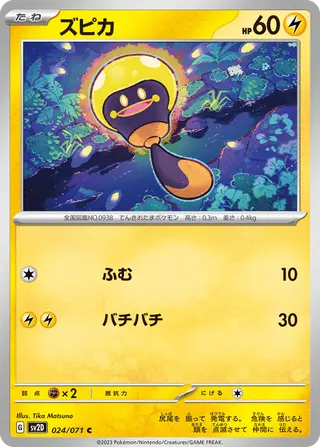 たね ズピカ HP60
全国図鑑NO.0938 でんきおたまポケモン 高さ：0.3m 重さ：0.4kg
ふむ 10
バチバチ 30
弱点 ×2 抵抗力 にげる
尻尾を振って発電する。危険を感じると
頭を点滅させて仲間に伝える。
G sv2D 024/071 C
illus. Tika Matsuno
©2023 Pokémon/Nintendo/Creatures/GAME FREAK.